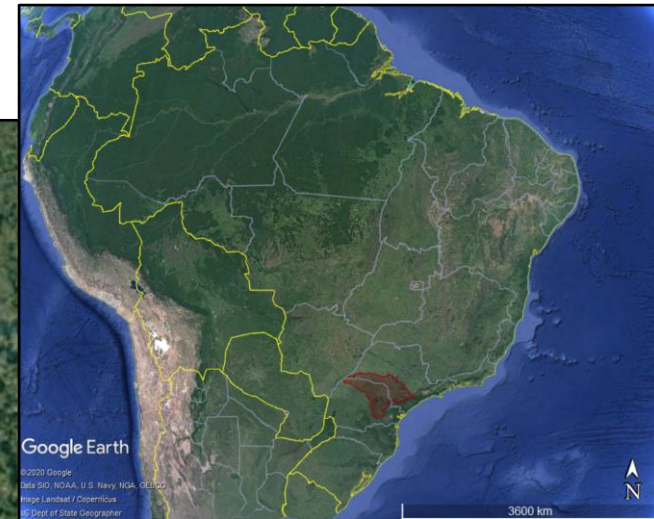 Google Earth
©2020 Google
Data SIO, NOAA, U.S. Navy, NGA, GEBCO
Image Landsat / Copernicus
US Dept of State Geographer
N
3600 km